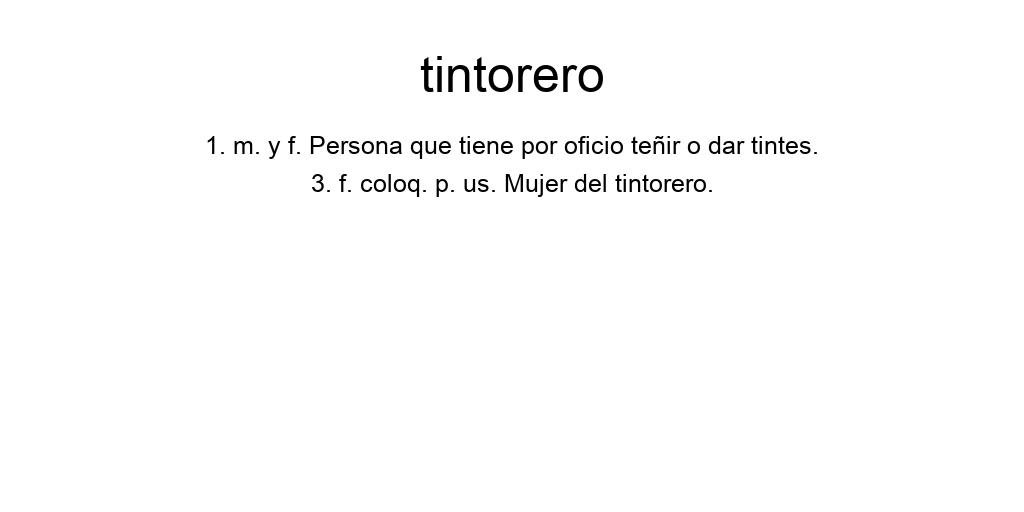 tintorero
1. m. y f. Persona que tiene por oficio teñir o dar tintes.
3. f. coloq. p. us. Mujer del tintorero.